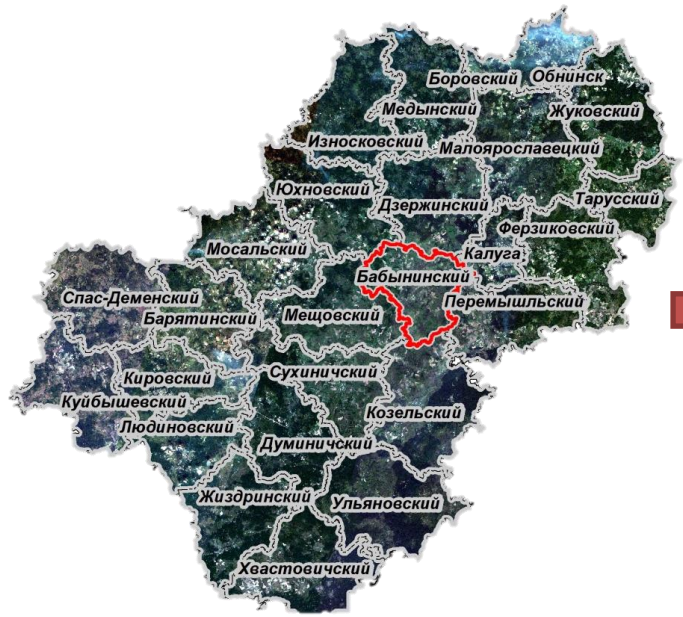 Боровский
Обнинск
Медынский
Жуковский
Износковский
Малоярославецкий
Юхновский
Дзержинский
Тарусский
Ферзиковский
Мосальский
Калуга
Бабынинский
Спас-Деменский
Перемышльский
Барятинский
Мещовский
Кировский
Сухиничский
Куйбышевский
Козельский
Людиновский
Думиничский
Жиздринский
Ульяновский
Хвастовичский